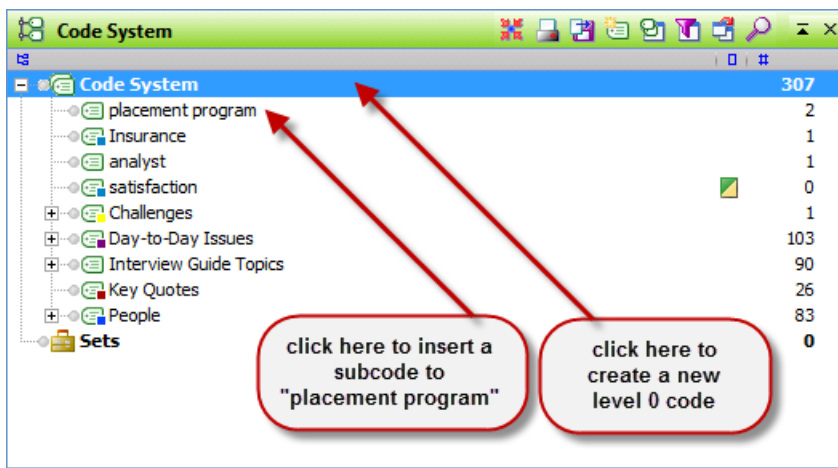 Code System
#
Code System 307
placement program 2
Insurance 1
analyst 1
satisfaction 0
Challenges 1
Day-to-Day Issues 103
Interview Guide Topics 90
Key Quotes 26
People 83
Sets 0
click here to insert a
subcode to
"placement program"
click here to
create a new
level 0 code